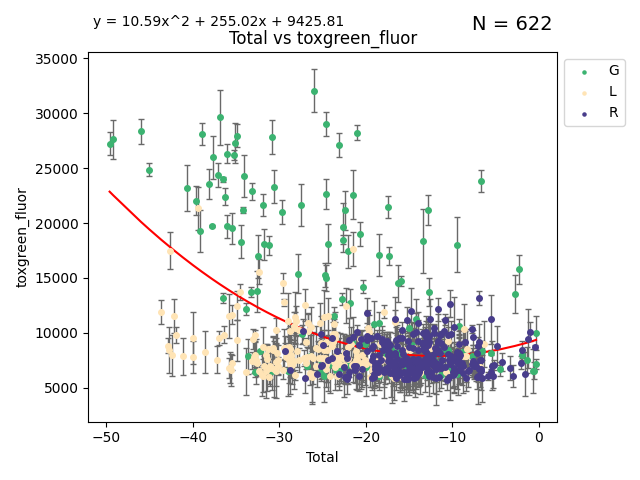 y = 10.59x^2 + 255.02x + 9425.81
N = 622
Total vs toxgreen_fluor
35000
30000
25000
20000
15000
10000
5000
toxgreen_fluor
−50
−40
−30
−20
−10
0
Total
G
L
R